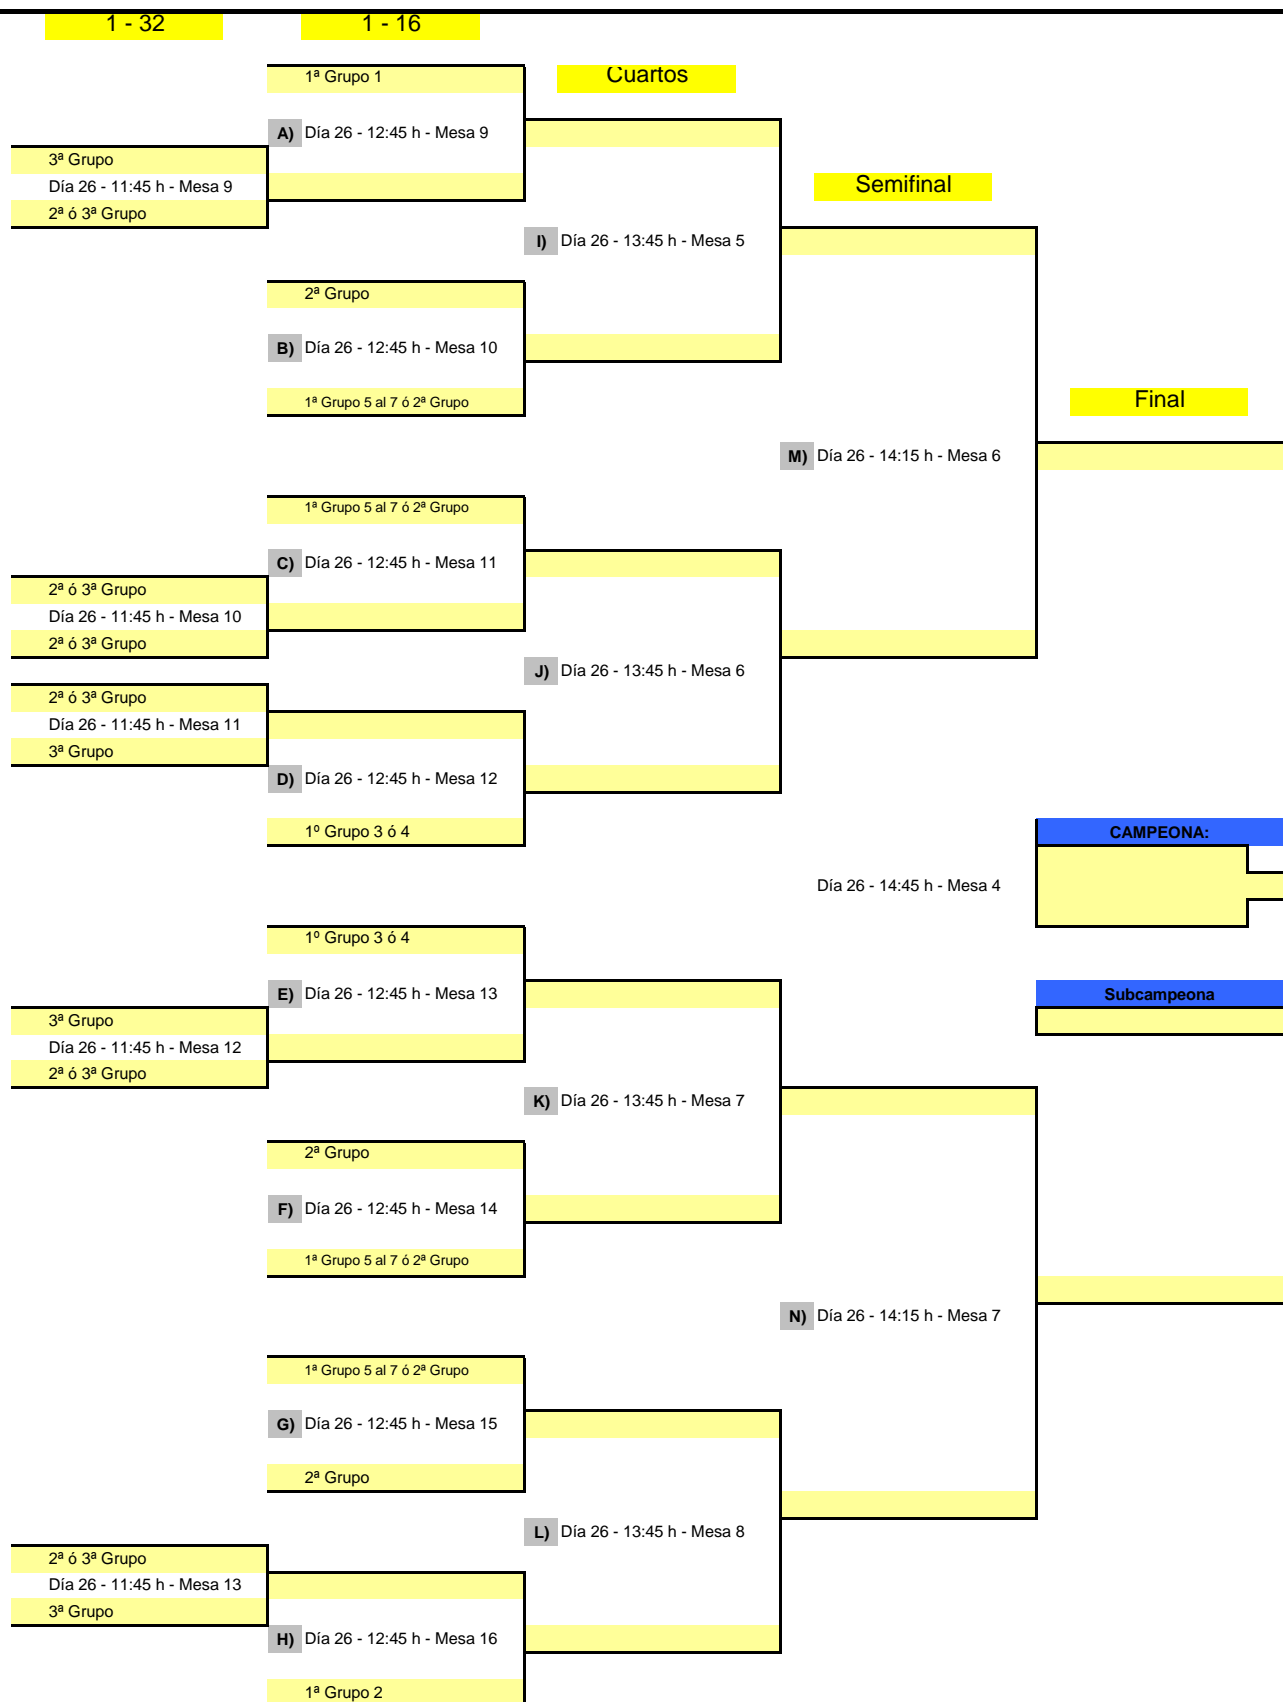 1 - 32
1 - 16
1ª Grupo 1
Cuartos
A) Día 26 - 12:45 h - Mesa 9
3ª Grupo
Día 26 - 11:45 h - Mesa 9
2ª ó 3ª Grupo
Semifinal
I) Día 26 - 13:45 h - Mesa 5
2ª Grupo
B) Día 26 - 12:45 h - Mesa 10
1ª Grupo 5 al 7 ó 2ª Grupo
Final
M) Día 26 - 14:15 h - Mesa 6
1ª Grupo 5 al 7 ó 2ª Grupo
C) Día 26 - 12:45 h - Mesa 11
2ª ó 3ª Grupo
Día 26 - 11:45 h - Mesa 10
2ª ó 3ª Grupo
J) Día 26 - 13:45 h - Mesa 6
2ª ó 3ª Grupo
Día 26 - 11:45 h - Mesa 11
3ª Grupo
D) Día 26 - 12:45 h - Mesa 12
1º Grupo 3 ó 4
CAMPEONA:
Día 26 - 14:45 h - Mesa 4
1º Grupo 3 ó 4
E) Día 26 - 12:45 h - Mesa 13
Subcampeona
3ª Grupo
Día 26 - 11:45 h - Mesa 12
2ª ó 3ª Grupo
K) Día 26 - 13:45 h - Mesa 7
2ª Grupo
F) Día 26 - 12:45 h - Mesa 14
1ª Grupo 5 al 7 ó 2ª Grupo
N) Día 26 - 14:15 h - Mesa 7
1ª Grupo 5 al 7 ó 2ª Grupo
G) Día 26 - 12:45 h - Mesa 15
2ª Grupo
L) Día 26 - 13:45 h - Mesa 8
2ª ó 3ª Grupo
Día 26 - 11:45 h - Mesa 13
3ª Grupo
H) Día 26 - 12:45 h - Mesa 16
1ª Grupo 2